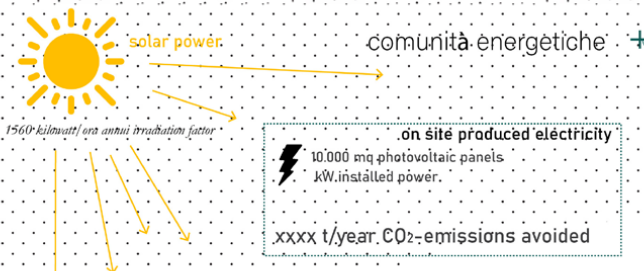 solar power
comunità energetiche +
1560 kilowatt/ora annui irradiation factor
on site produced electricity
10.000 mq photovoltaic panels
kW installed power
xxxx t/year CO₂-emissions avoided